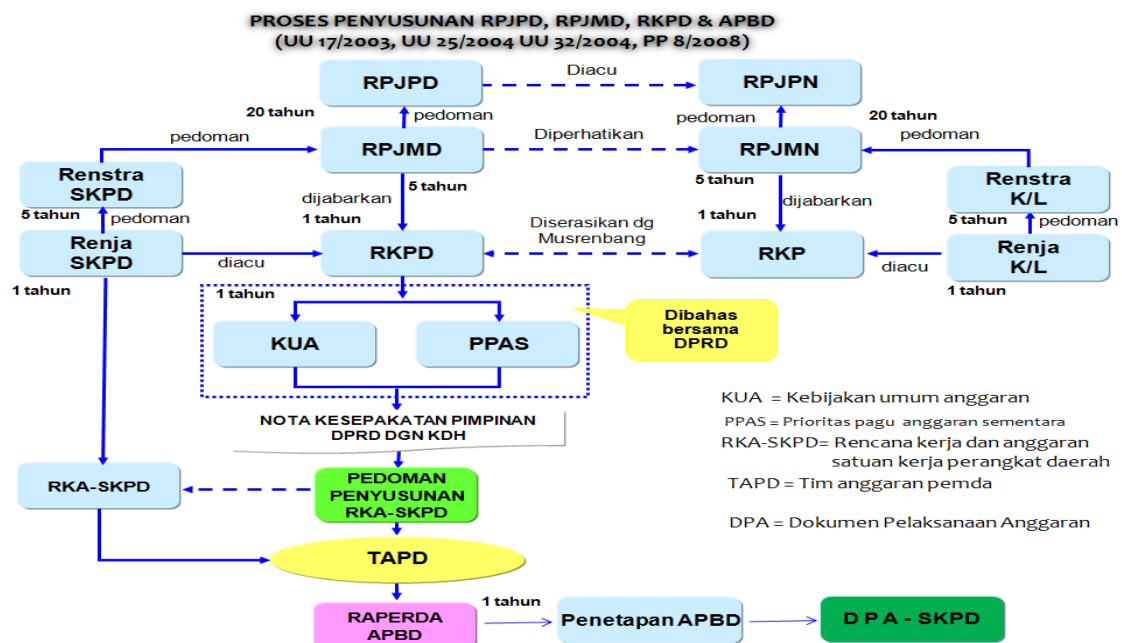 PROSES PENYUSUNAN RPJPD, RPJMD, RKPD & APBD
(UU 17/2003, UU 25/2004 UU 32/2004, PP 8/2008)
RPJPD
Diacu
RPJPN
20 tahun
pedoman
pedoman
20 tahun
pedoman
RPJMD
Diperhatikan
RPJMN
pedoman
Renstra
SKPD
5 tahun
5 tahun
Renstra
K/L
dijabarkan
dijabarkan
5 tahun
pedoman
1 tahun
1 tahun
5 tahun
pedoman
Renja
SKPD
diacu
RKPD
Diserasikan dg
Musrenbang
RKP
diacu
Renja
K/L
1 tahun
1 tahun
1 tahun
KUA
PPAS
Dibahas
bersama
DPRD
NOTA KESEPAKATAN PIMPINAN
DPRD DGN KDH
KUA = Kebijakan umum anggaran
PPAS = Prioritas pagu anggaran sementara
RKA-SKPD= Rencana kerja dan anggaran
satuan kerja perangkat daerah
TAPD = Tim anggaran pemda
DPA = Dokumen Pelaksanaan Anggaran
RKA-SKPD
PEDOMAN
PENYUSUNAN
RKA-SKPD
TAPD
RAPERDA
APBD
1 tahun
Penetapan APBD
D P A - SKPD